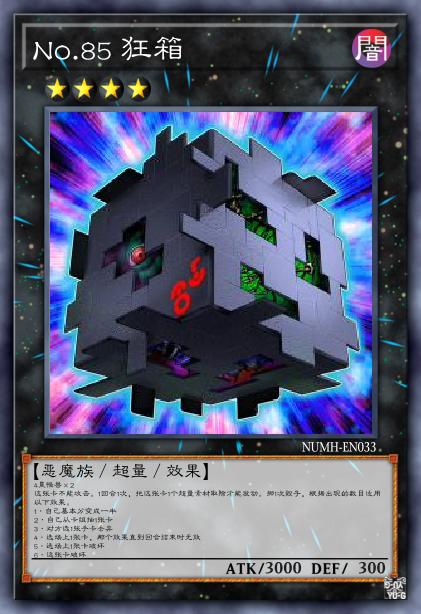 No.85 狂箱
闇
85
NUMH-EN033
【恶魔族/超量/效果】
4星怪兽×2
这张卡不能攻击。1回合1次，把这张卡1个超量素材取除才能发动。掷1次骰子，根据出现的数目适用
以下效果。
1·自己基本分变成一半
2·自己从卡组抽1张卡
3·对方选1张手卡丢弃
4·选场上1张卡，那个效果直到回合结束时无效
5·选场上1张卡破坏
6·这张卡破坏
ATK/3000 DEF/ 300